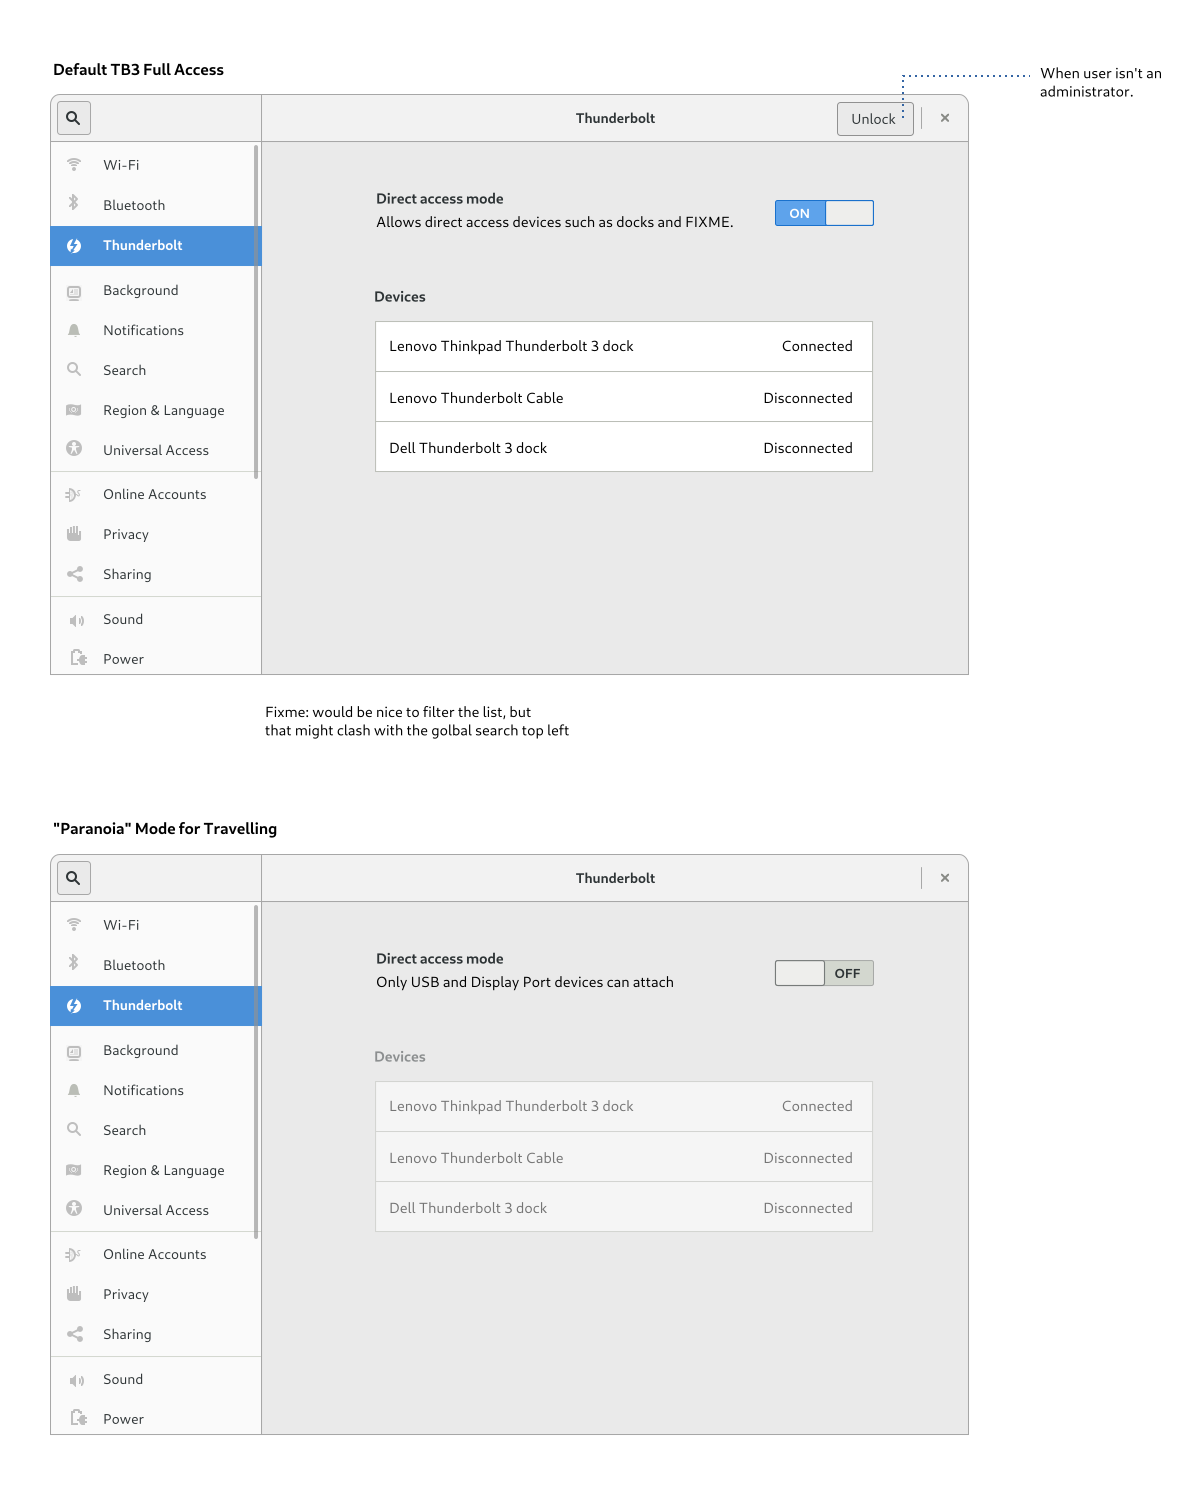 Default TB3 Full Access
When user isn't an
administrator.
Thunderbolt
Unlock
Wi-Fi
Bluetooth
Thunderbolt
Background
Notifications
Search
Region & Language
Universal Access
Online Accounts
Privacy
Sharing
Sound
Power
Direct access mode
Allows direct access devices such as docks and FIXME.
ON
Devices
Lenovo Thinkpad Thunderbolt 3 dock Connected
Lenovo Thunderbolt Cable Disconnected
Dell Thunderbolt 3 dock Disconnected
Fixme: would be nice to filter the list, but
that might clash with the golbal search top left
"Paranoia" Mode for Travelling
Thunderbolt
Wi-Fi
Bluetooth
Thunderbolt
Background
Notifications
Search
Region & Language
Universal Access
Online Accounts
Privacy
Sharing
Sound
Power
Direct access mode
Only USB and Display Port devices can attach
OFF
Devices
Lenovo Thinkpad Thunderbolt 3 dock Connected
Lenovo Thunderbolt Cable Disconnected
Dell Thunderbolt 3 dock Disconnected